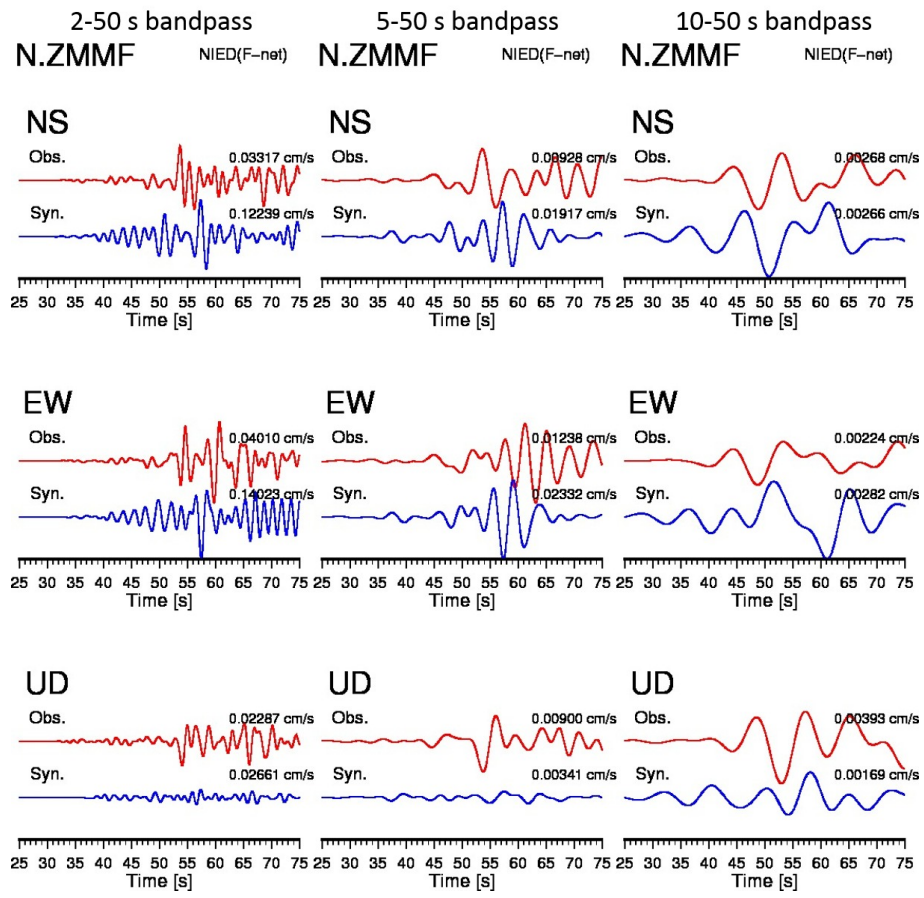 2-50 s bandpass 5-50 s bandpass 10-50 s bandpass
N.ZMMF NIED(F-net) N.ZMMF NIED(F-net) N.ZMMF NIED(F-net)
NS NS NS
Obs. 0.03317 cm/s Obs. 0.00928 cm/s Obs. 0.00268 cm/s
Syn. 0.12239 cm/s Syn. 0.01917 cm/s Syn. 0.00266 cm/s
25 30 35 40 45 50 55 60 65 70 75 25 30 35 40 45 50 55 60 65 70 75 25 30 35 40 45 50 55 60 65 70 75
Time [s] Time [s] Time [s]
EW EW EW
Obs. 0.04010 cm/s Obs. 0.01238 cm/s Obs. 0.00224 cm/s
Syn. 0.14023 cm/s Syn. 0.02332 cm/s Syn. 0.00282 cm/s
25 30 35 40 45 50 55 60 65 70 75 25 30 35 40 45 50 55 60 65 70 75 25 30 35 40 45 50 55 60 65 70 75
Time [s] Time [s] Time [s]
UD UD UD
Obs. 0.02287 cm/s Obs. 0.00900 cm/s Obs. 0.00393 cm/s
Syn. 0.02661 cm/s Syn. 0.00341 cm/s Syn. 0.00169 cm/s
25 30 35 40 45 50 55 60 65 70 75 25 30 35 40 45 50 55 60 65 70 75 25 30 35 40 45 50 55 60 65 70 75
Time [s] Time [s] Time [s]